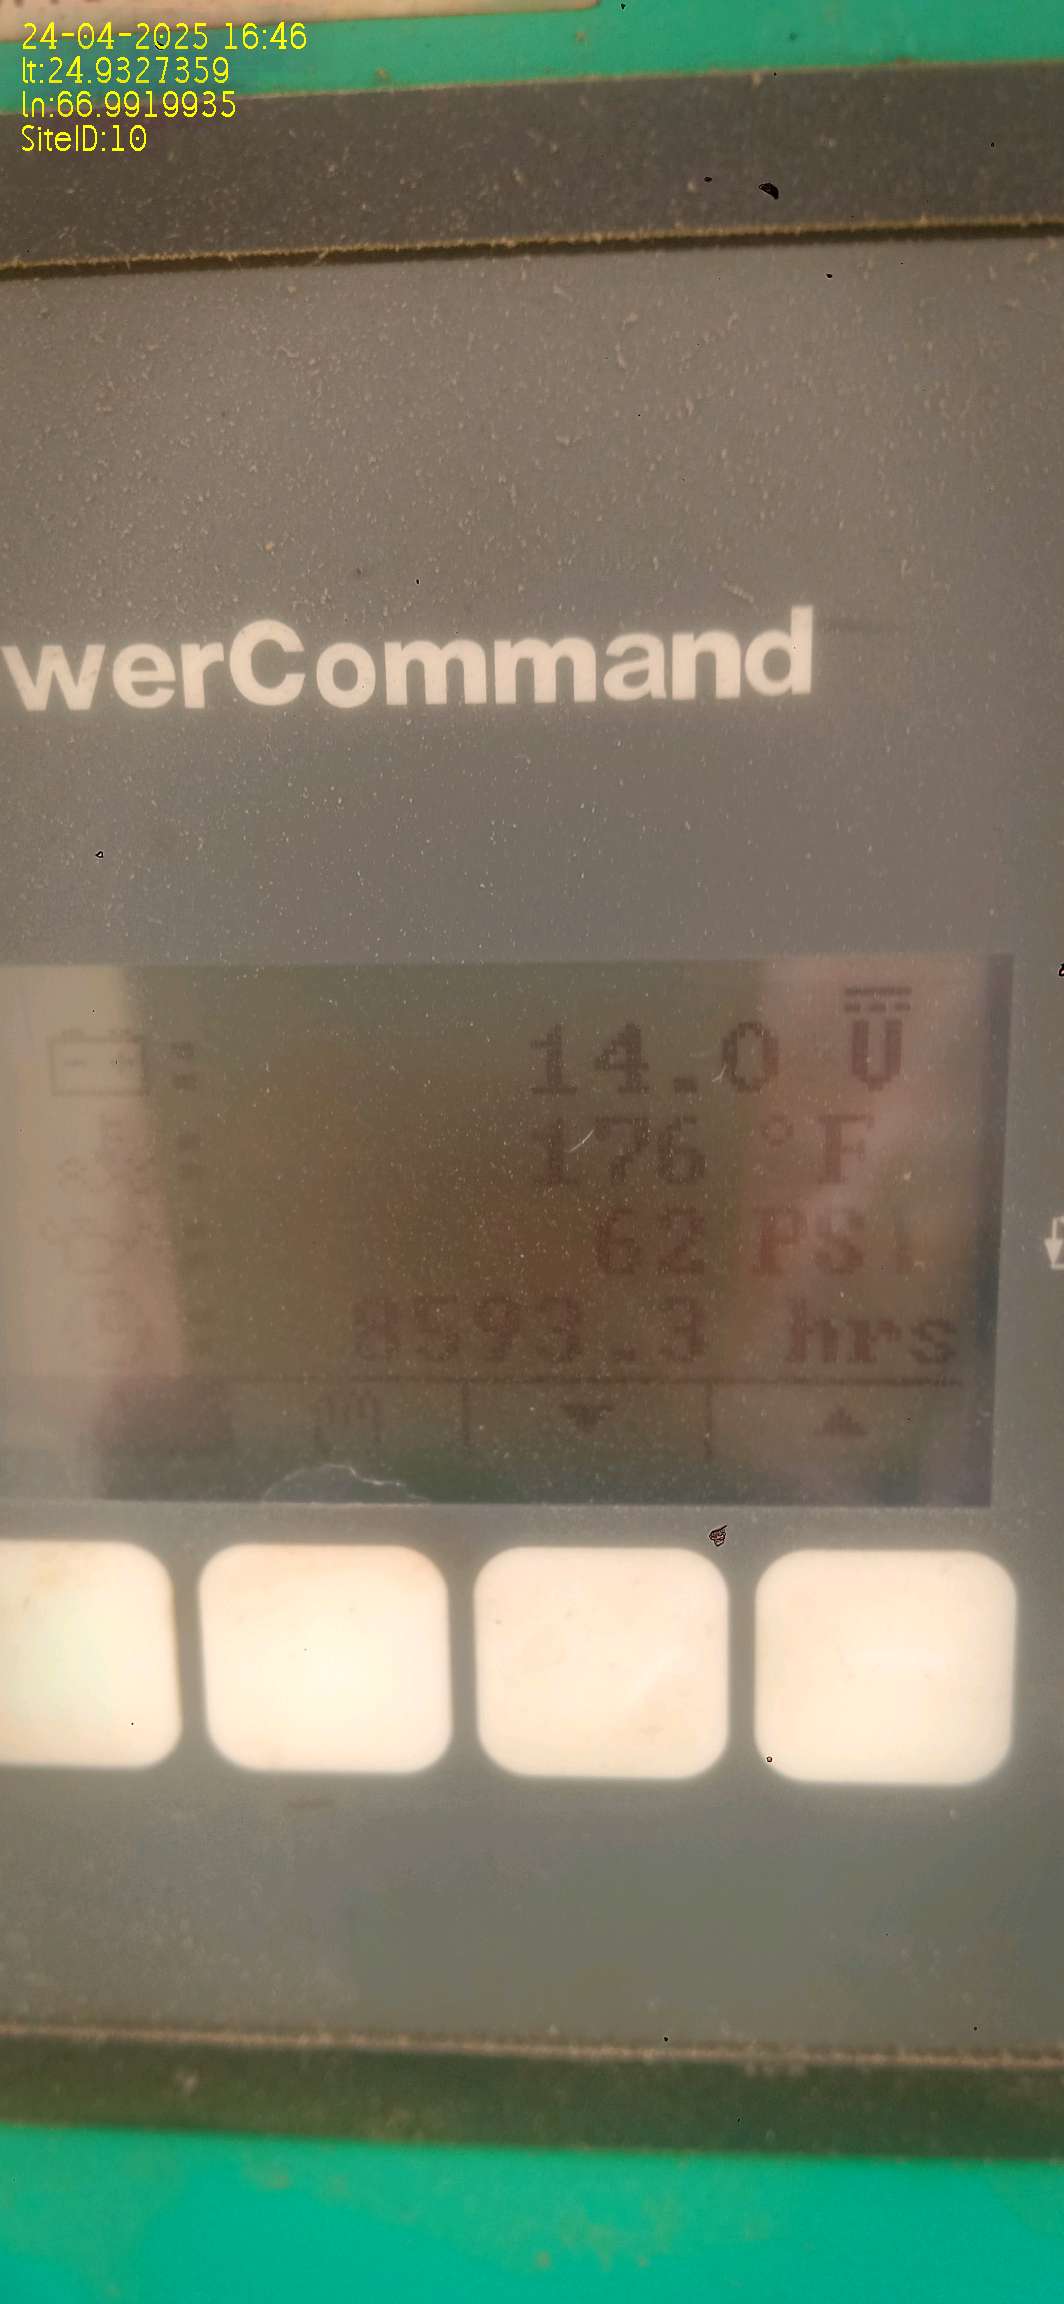 24-04-2025 16:46
lt:24.9327359
ln:66.9919935
SiteID:10
werCommand
: 14.0 V
: 176 °F
: 62 PSI
: 8593.3 hrs